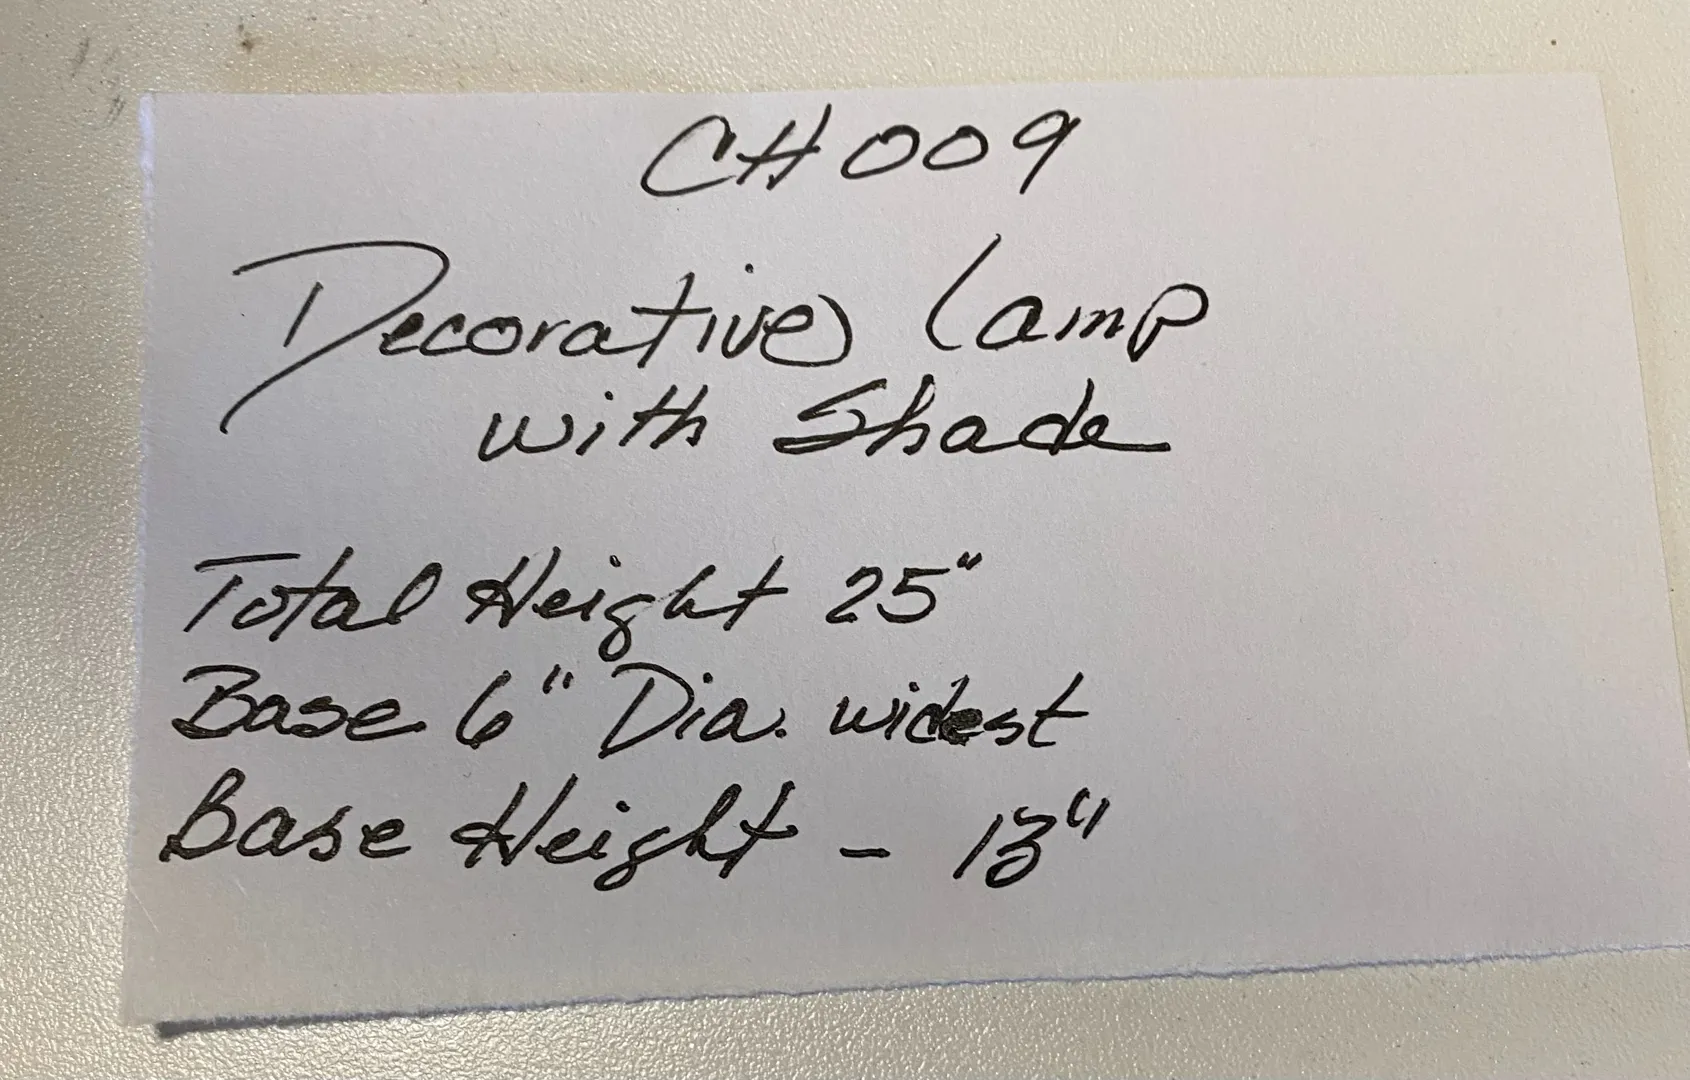 CH009
Decorative Lamp
with Shade
Total Height 25"
Base 6" Dia. widest
Base Height - 13"